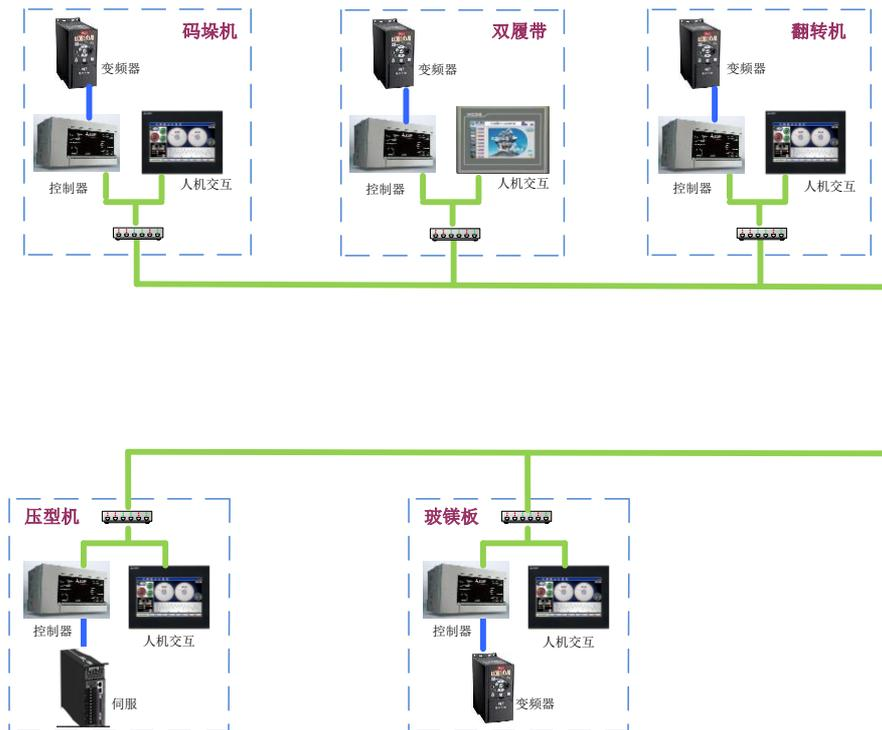 码垛机
变频器
控制器
人机交互
双履带
变频器
控制器
人机交互
翻转机
变频器
控制器
人机交互
压型机
控制器
人机交互
伺服
玻镁板
控制器
人机交互
变频器